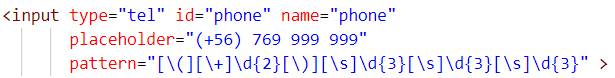 <input type="tel" id="phone" name="phone"
placeholder="(+56) 769 999 999"
pattern="[\(][\+]\d{2}[\)][\s]\d{3}[\s]\d{3}[\s]\d{3}" >